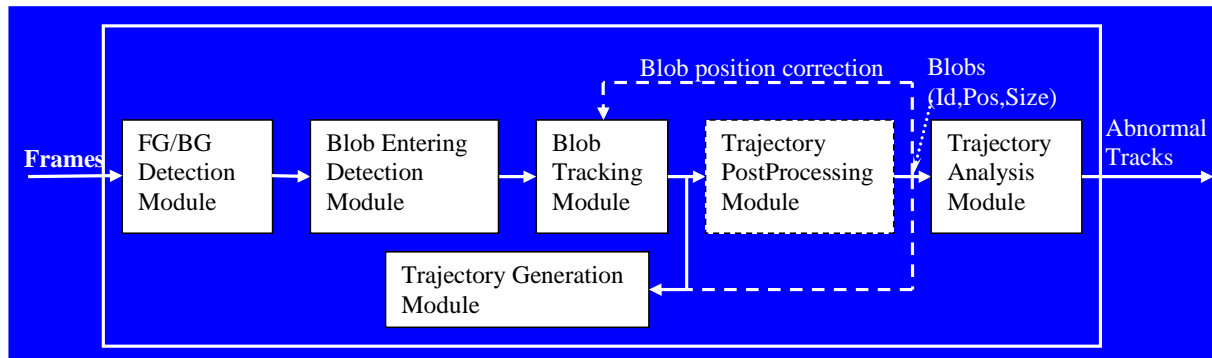 Blob position correction
Blobs
(Id,Pos,Size)
Frames
FG/BG
Detection
Module
Blob Entering
Detection
Module
Blob
Tracking
Module
Trajectory
PostProcessing
Module
Trajectory
Analysis
Module
Abnormal
Tracks
Trajectory Generation
Module